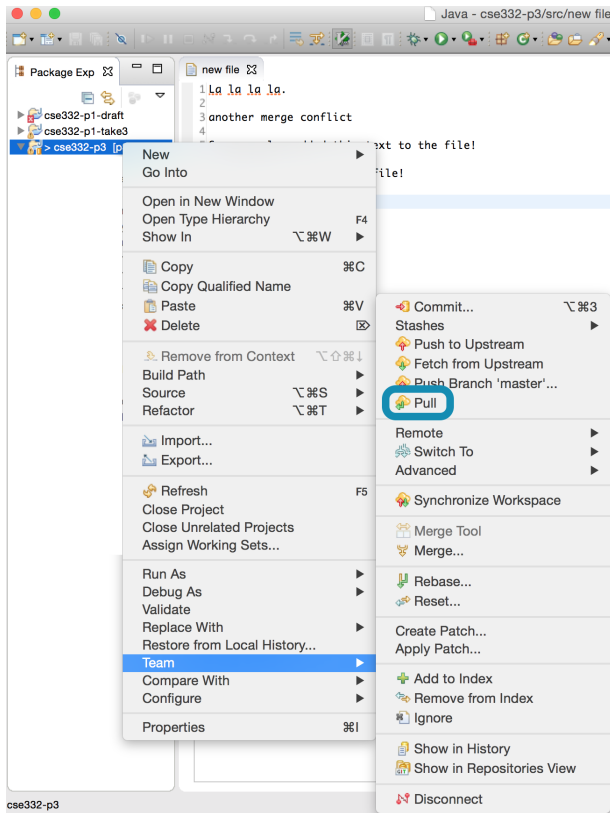 Java - cse332-p3/src/new file
Package Exp
new file
1 La la la la.
2
3 another merge conflict
4
text to the file!
file!
cse332-p1-draft
cse332-p1-take3
> cse332-p3 [p
New
Go Into
Open in New Window
Open Type Hierarchy F4
Show In ⌥⌘W
Copy ⌘C
Copy Qualified Name
Paste ⌘V
Delete ⌦
Remove from Context ⌥⇧⌘↓
Build Path
Source ⌥⌘S
Refactor ⌥⌘T
Import...
Export...
Refresh F5
Close Project
Close Unrelated Projects
Assign Working Sets...
Run As
Debug As
Validate
Replace With
Restore from Local History...
Team
Compare With
Configure
Properties ⌘I
Commit... ⌥⌘3
Stashes
Push to Upstream
Fetch from Upstream
Push Branch 'master'...
Pull
Remote
Switch To
Advanced
Synchronize Workspace
Merge Tool
Merge...
Rebase...
Reset...
Create Patch...
Apply Patch...
Add to Index
Remove from Index
Ignore
Show in History
GIT Show in Repositories View
Disconnect
cse332-p3